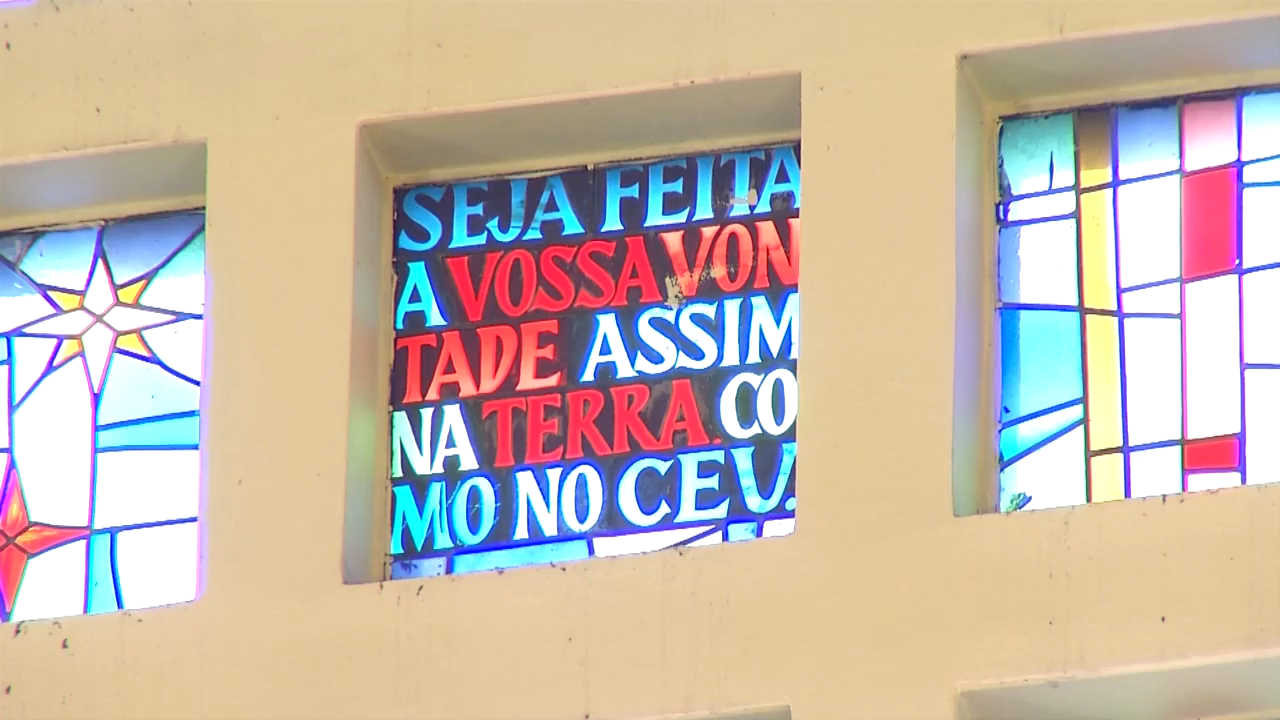 SEJA FEITA
A VOSSA VON
TADE ASSIM
NA TERRA. CO
MO NO CEU.